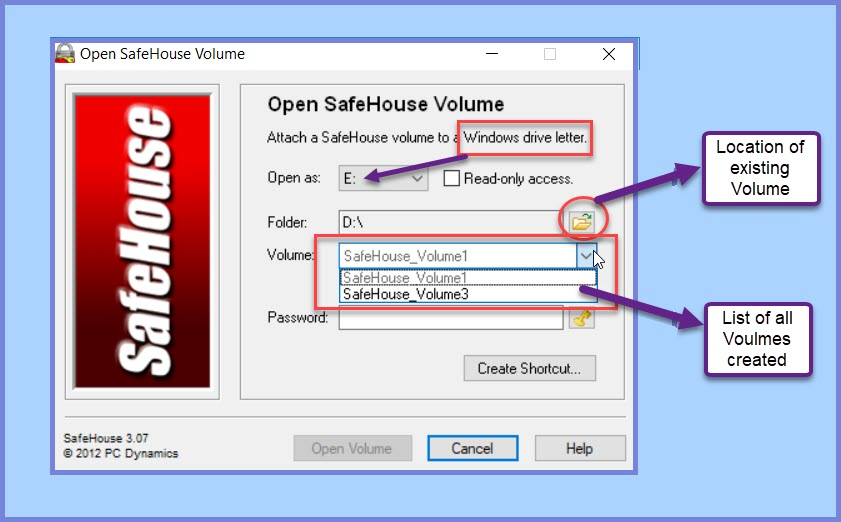 Open SafeHouse Volume
SafeHouse
Open SafeHouse Volume
Attach a SafeHouse volume to a Windows drive letter.
Open as: E: Read-only access.
Folder: D:\
Volume: SafeHouse_Volume1
SafeHouse_Volume1
SafeHouse_Volume3
Password:
Create Shortcut...
SafeHouse 3.07
© 2012 PC Dynamics
Open Volume Cancel Help
Location of
existing
Volume
List of all
Voulmes
created